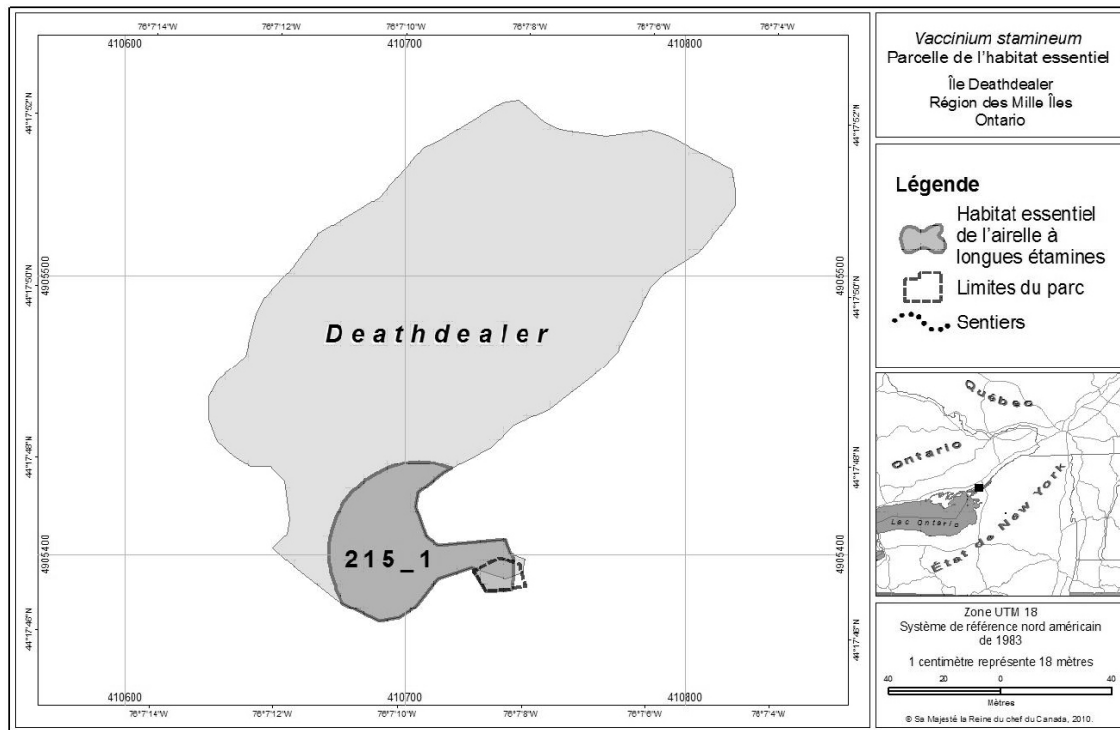 76°7'14"W 76°7'12"W 76°7'10"W 76°7'8"W 76°7'6"W 76°7'4"W
410600 410700 410800
44°17'52"N 44°17'52"N
4905500 4905500
44°17'50"N 44°17'50"N
Deathdealer
44°17'48"N 44°17'48"N
4905400 4905400
215_1
44°17'46"N 44°17'46"N
410600 410700 410800
76°7'14"W 76°7'12"W 76°7'10"W 76°7'8"W 76°7'6"W 76°7'4"W
Vaccinium stamineum
Parcelle de l'habitat essentiel
Île Deathdealer
Région des Mille Îles
Ontario
Légende
Habitat essentiel
de l'airelle à
longues étamines
Limites du parc
Sentiers
Québec
Ontario
Lac Ontario
État de New York
Zone UTM 18
Système de référence nord américain
de 1983
1 centimètre représente 18 mètres
40 20 0 40
Mètres
© Sa Majesté la Reine du chef du Canada, 2010.